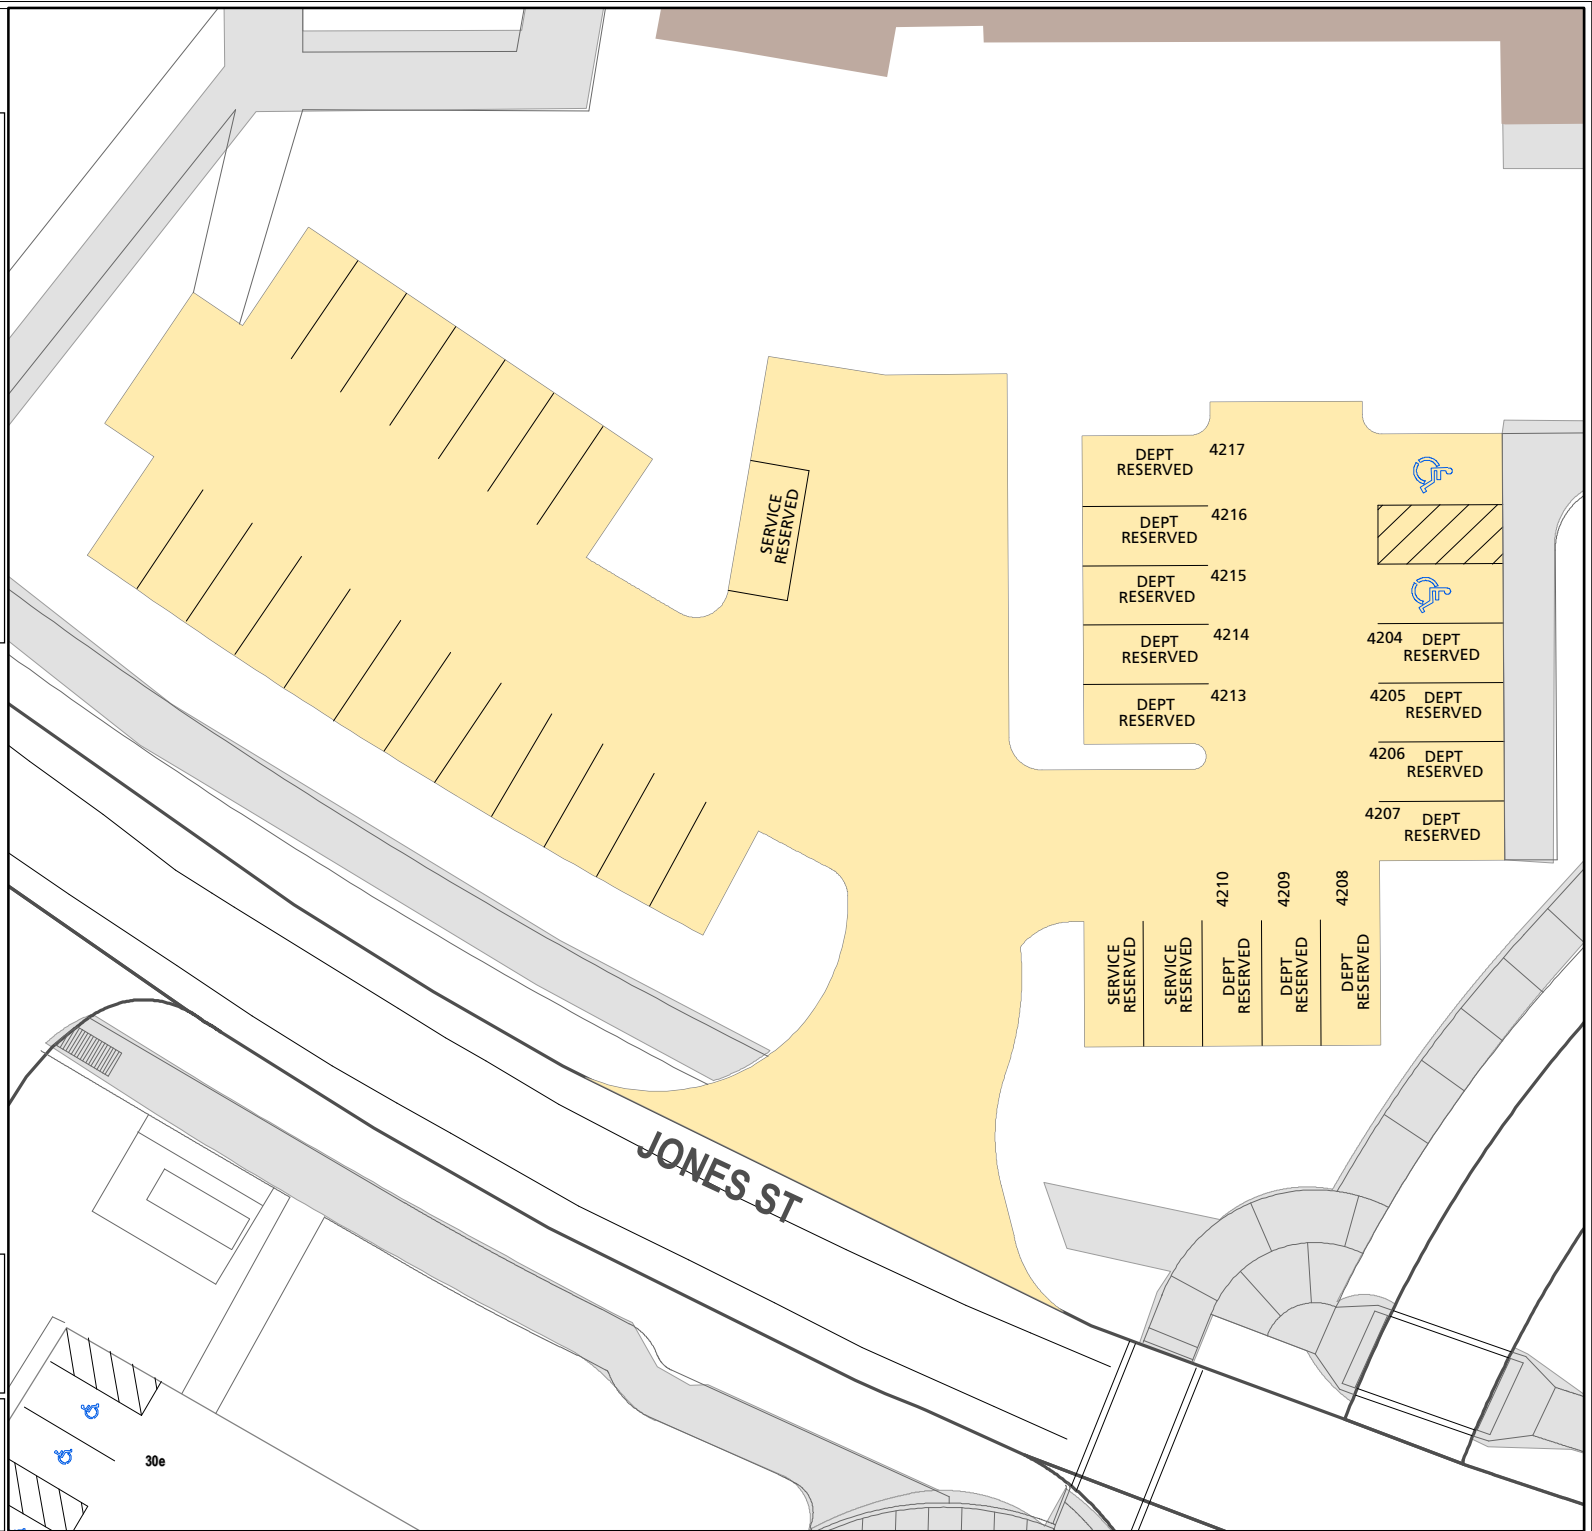 DEPT
RESERVED
4217
DEPT
RESERVED
4216
DEPT
RESERVED
4215
DEPT
RESERVED
4214
DEPT
RESERVED
4213
SERVICE
RESERVED
4204
DEPT
RESERVED
4205
DEPT
RESERVED
4206
DEPT
RESERVED
4207
DEPT
RESERVED
4210
4209
4208
SERVICE
RESERVED
SERVICE
RESERVED
DEPT
RESERVED
DEPT
RESERVED
DEPT
RESERVED
JONES ST
30e